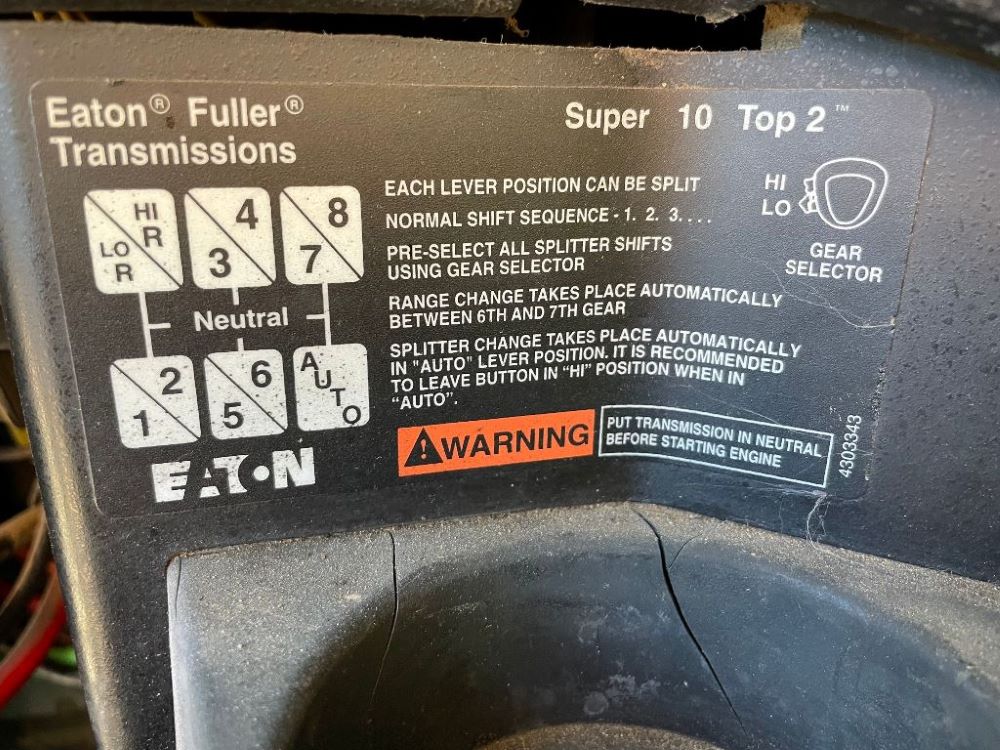 Eaton® Fuller®
Transmissions
Super 10 Top 2™
HI
R
LO
R
4
3
8
7
Neutral
2
1
6
5
AUTO
EATON
EACH LEVER POSITION CAN BE SPLIT
NORMAL SHIFT SEQUENCE - 1. 2. 3. . . .
PRE-SELECT ALL SPLITTER SHIFTS
USING GEAR SELECTOR
RANGE CHANGE TAKES PLACE AUTOMATICALLY
BETWEEN 6TH AND 7TH GEAR
SPLITTER CHANGE TAKES PLACE AUTOMATICALLY
IN "AUTO" LEVER POSITION. IT IS RECOMMENDED
TO LEAVE BUTTON IN “HI” POSITION WHEN IN
“AUTO”.
HI
LO
GEAR
SELECTOR
WARNING
PUT TRANSMISSION IN NEUTRAL
BEFORE STARTING ENGINE
4303343